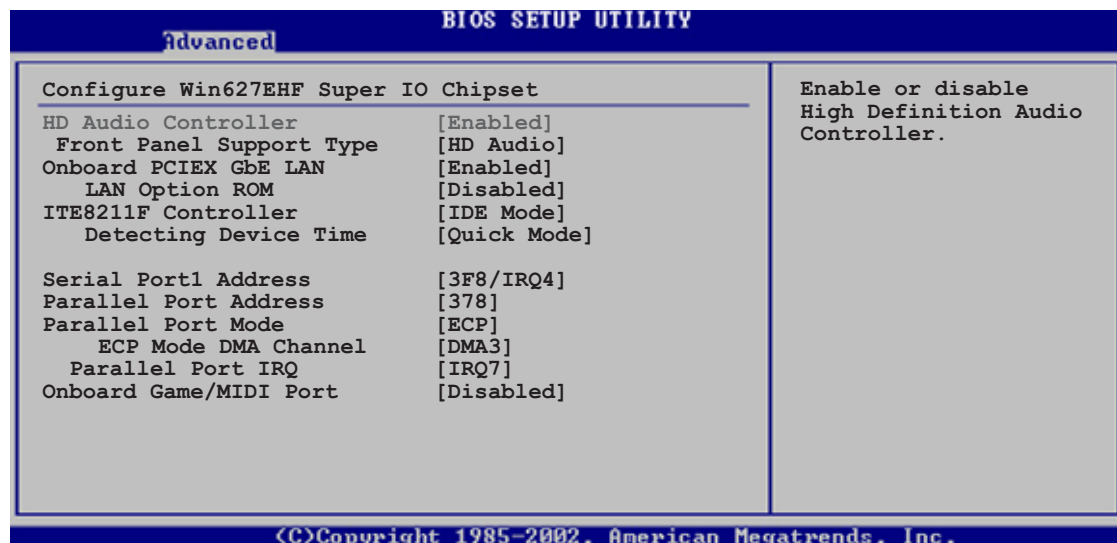 BIOS SETUP UTILITY
Advanced
Configure Win627EHF Super IO Chipset
HD Audio Controller [Enabled]
Front Panel Support Type [HD Audio]
Onboard PCIEX GbE LAN [Enabled]
LAN Option ROM [Disabled]
ITE8211F Controller [IDE Mode]
Detecting Device Time [Quick Mode]
Serial Port1 Address [3F8/IRQ4]
Parallel Port Address [378]
Parallel Port Mode [ECP]
ECP Mode DMA Channel [DMA3]
Parallel Port IRQ [IRQ7]
Onboard Game/MIDI Port [Disabled]
Enable or disable
High Definition Audio
Controller.
(C)Copyright 1985-2002, American Megatrends, Inc.